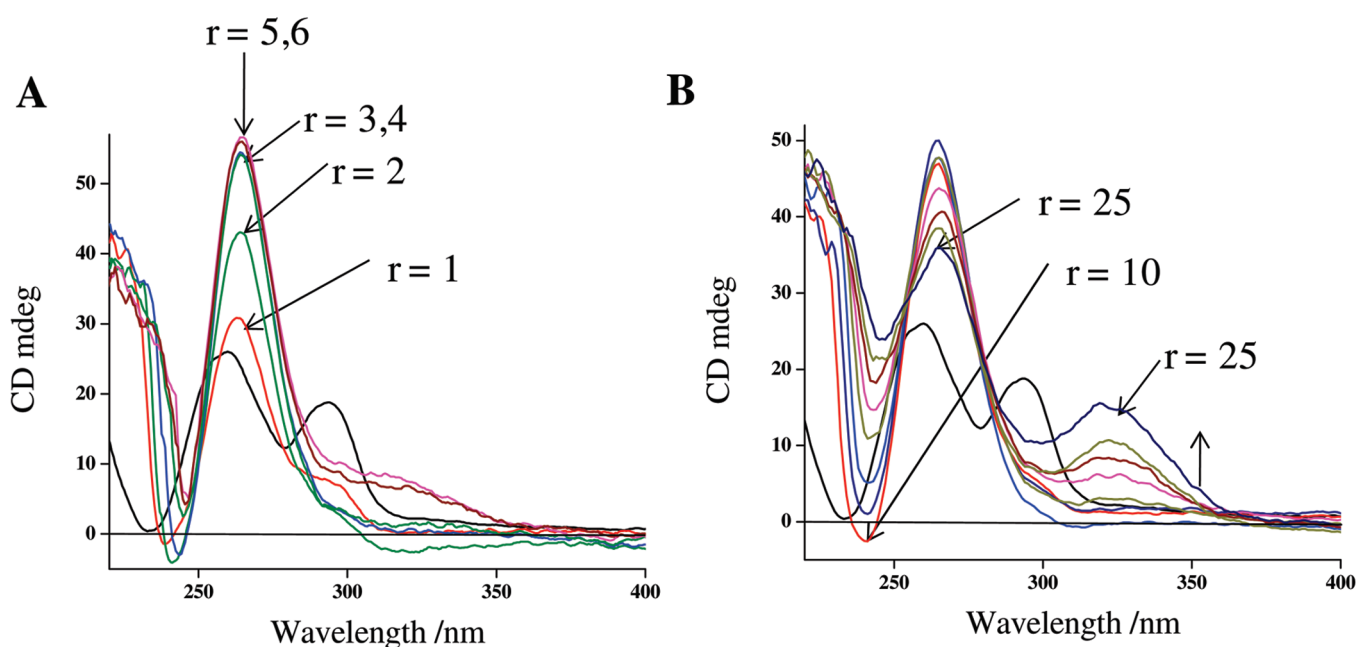 A
r = 5,6
r = 3,4
r = 2
r = 1
CD mdeg
50
40
30
20
10
0
250 300 350 400
Wavelength /nm
B
r = 25
r = 10
r = 25
CD mdeg
50
40
30
20
10
0
250 300 350 400
Wavelength /nm